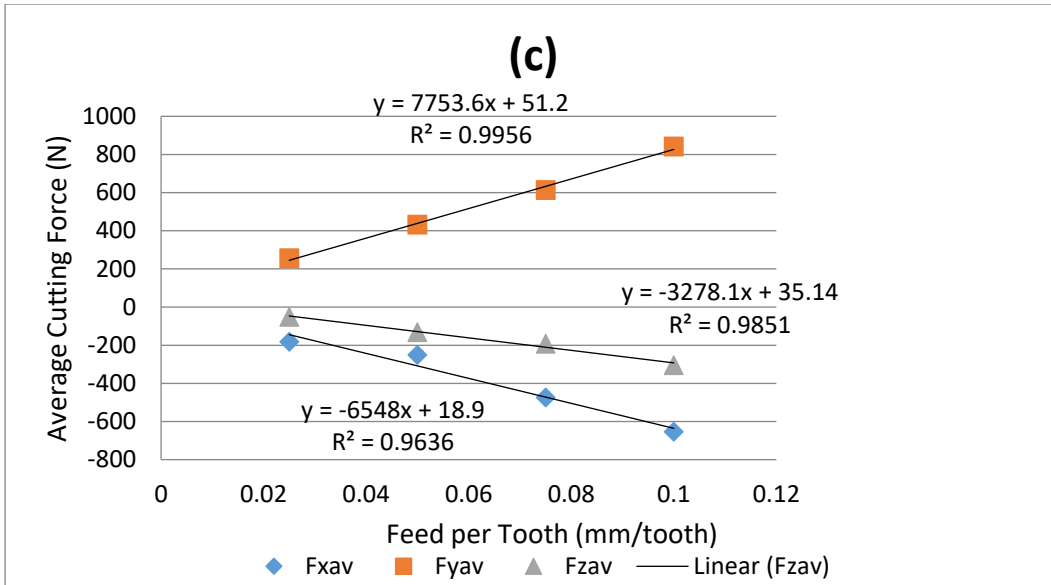 (c)
y = 7753.6x + 51.2
R² = 0.9956
1000
800
600
400
200
0
-200
-400
-600
-800
Average Cutting Force (N)
y = -3278.1x + 35.14
R² = 0.9851
y = -6548x + 18.9
R² = 0.9636
0 0.02 0.04 0.06 0.08 0.1 0.12
Feed per Tooth (mm/tooth)
Fxav Fyav Fzav Linear (Fzav)